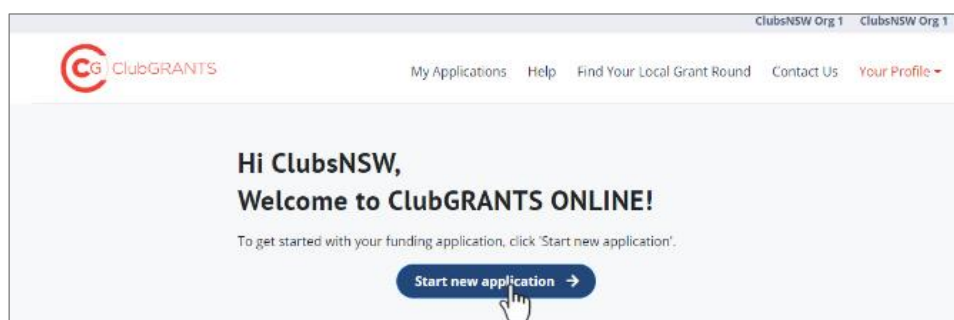 ClubsNSW Org 1 ClubsNSW Org 1
CG ClubGRANTS
My Applications Help Find Your Local Grant Round Contact Us Your Profile
Hi ClubsNSW,
Welcome to ClubGRANTS ONLINE!
To get started with your funding application, click 'Start new application'.
Start new application →